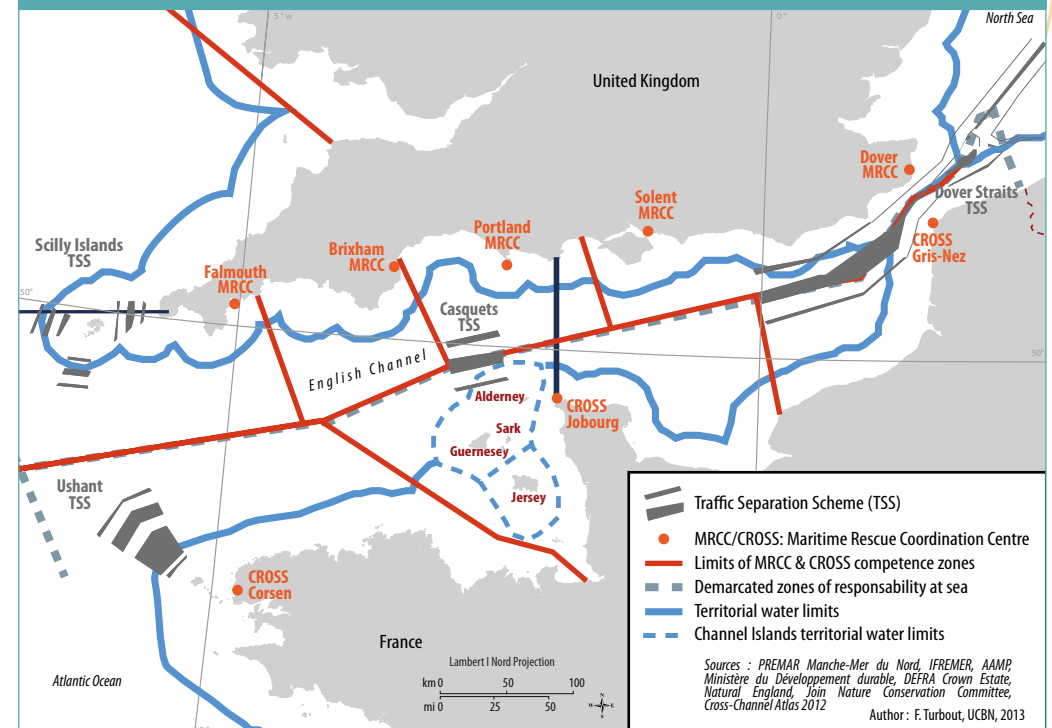 5° w
0°
North Sea
United Kingdom
Dover
MRCC
Dover Straits
TSS
Solent
MRCC
CROSS
Gris-Nez
Portland
MRCC
Scilly Islands
TSS
Brixham
MRCC
Falmouth
MRCC
50°
Casquets
TSS
English Channel
50°
Alderney
CROSS
Jobourg
Sark
Guernesey
Ushant
TSS
Jersey
Traffic Separation Scheme (TSS)
MRCC/CROSS: Maritime Rescue Coordination Centre
Limits of MRCC & CROSS competence zones
Demarcated zones of responsability at sea
Territorial water limits
Channel Islands territorial water limits
CROSS
Corsen
France
Lambert I Nord Projection
km 0 50 100
mi 0 25 50
W E
S
Atlantic Ocean
Sources : PREMAR Manche-Mer du Nord, IFREMER, AAMP,
Ministère du Développement durable, DEFRA Crown Estate,
Natural England, Join Nature Conservation Committee,
Cross-Channel Atlas 2012
Author : F. Turbout, UCBN, 2013